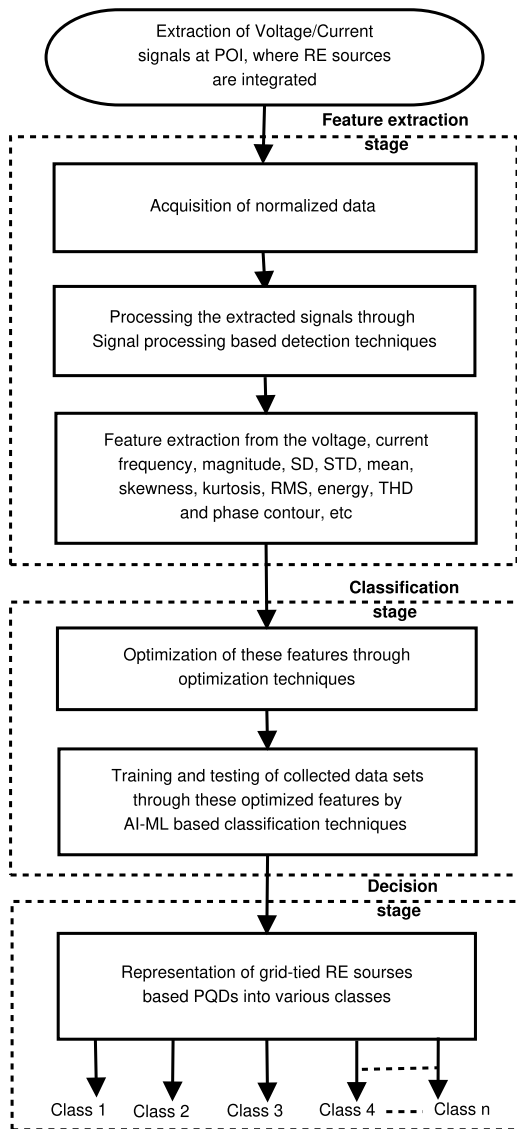 Extraction of Voltage/Current
signals at POI, where RE sources
are integrated
Feature extraction
stage
Acquisition of normalized data
Processing the extracted signals through
Signal processing based detection techniques
Feature extraction from the voltage, current
frequency, magnitude, SD, STD, mean,
skewness, kurtosis, RMS, energy, THD
and phase contour, etc
Classification
stage
Optimization of these features through
optimization techniques
Training and testing of collected data sets
through these optimized features by
AI-ML based classification techniques
Decision
stage
Representation of grid-tied RE sourses
based PQDs into various classes
Class 1 Class 2 Class 3 Class 4 Class n